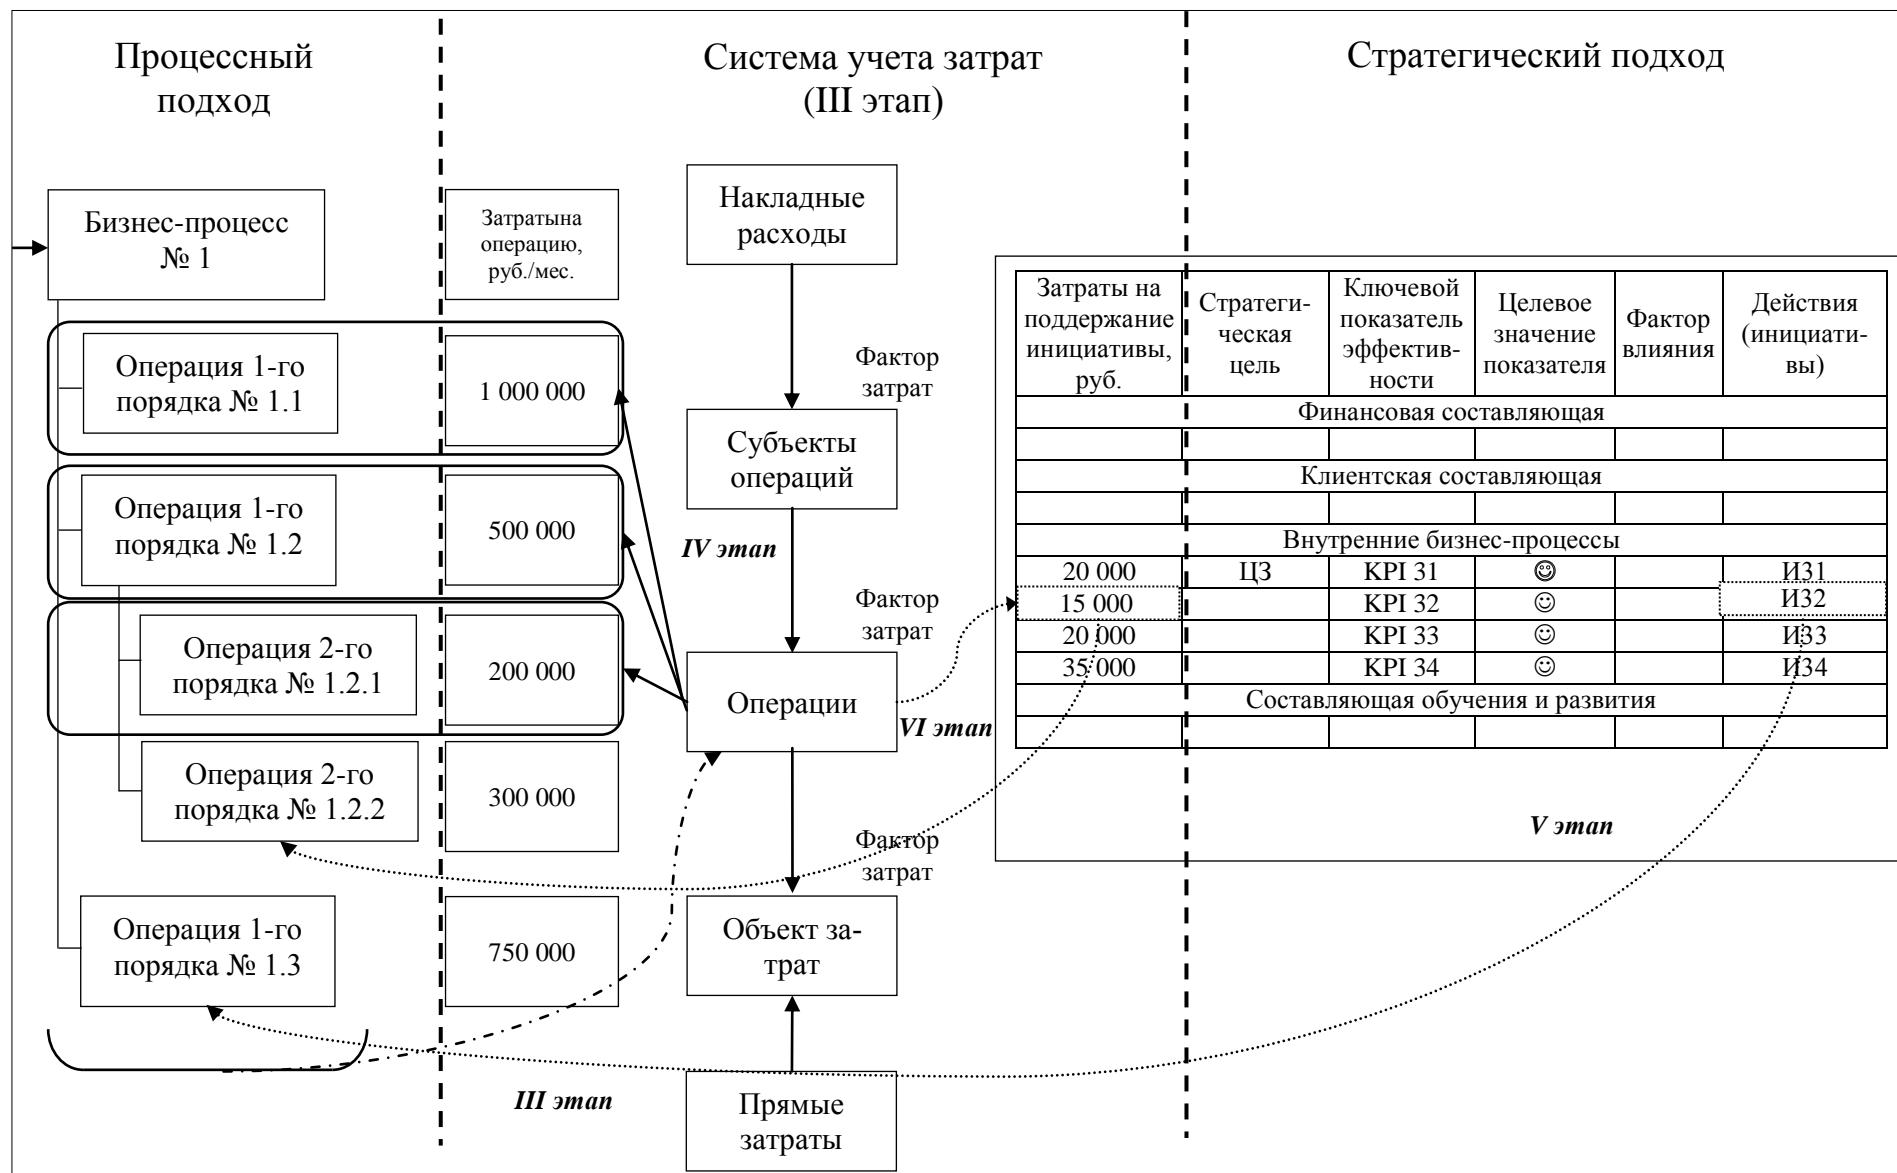 Процессный
подход
Система учета затрат
(III этап)
Стратегический подход
Бизнес-процесс
№ 1
Затратына
операцию,
руб./мес.
Операция 1-го
порядка № 1.1
1 000 000
Операция 1-го
порядка № 1.2
500 000
Операция 2-го
порядка № 1.2.1
200 000
Операция 2-го
порядка № 1.2.2
300 000
Операция 1-го
порядка № 1.3
750 000
III этап
Накладные
расходы
Фактор
затрат
Субъекты
операций
IV этап
Фактор
затрат
Операции
VI этап
Фактор
затрат
Объект за-
трат
Прямые
затраты
Затраты на
поддержание
инициативы,
руб.
Стратеги-
ческая
цель
Ключевой
показатель
эффектив-
ности
Целевое
значение
показателя
Фактор
влияния
Действия
(инициати-
вы)
Финансовая составляющая
Клиентская составляющая
Внутренние бизнес-процессы
20 000 ЦЗ KPI 31 ☺ И31
15 000 KPI 32 ☺ И32
20 000 KPI 33 ☺ И33
35 000 KPI 34 ☺ И34
Составляющая обучения и развития
V этап